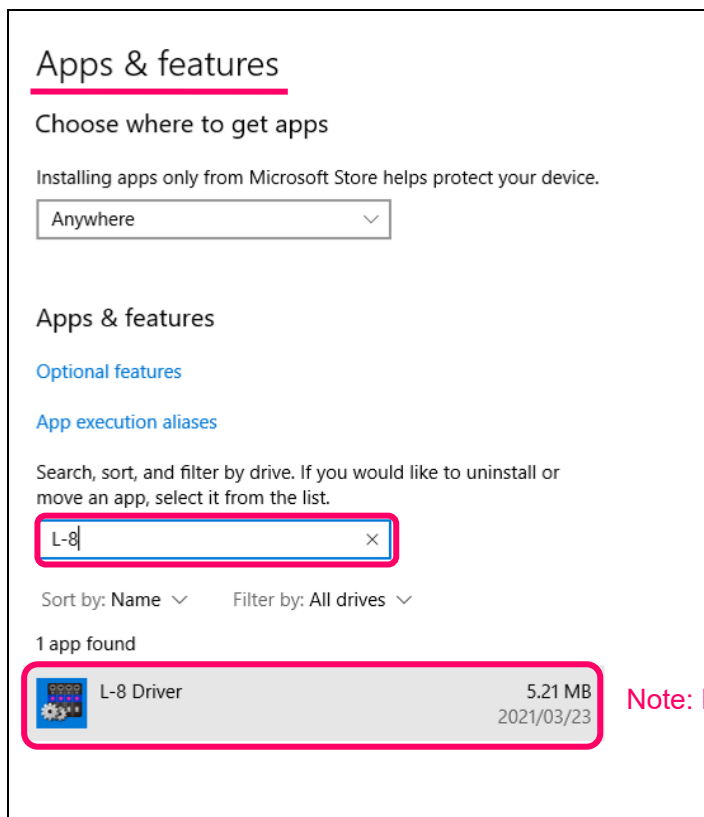 Apps & features
Choose where to get apps
Installing apps only from Microsoft Store helps protect your device.
Anywhere
Apps & features
Optional features
App execution aliases
Search, sort, and filter by drive. If you would like to uninstall or
move an app, select it from the list.
L-8
Sort by: Name Filter by: All drives
1 app found
L-8 Driver 5.21 MB
2021/03/23
Note: